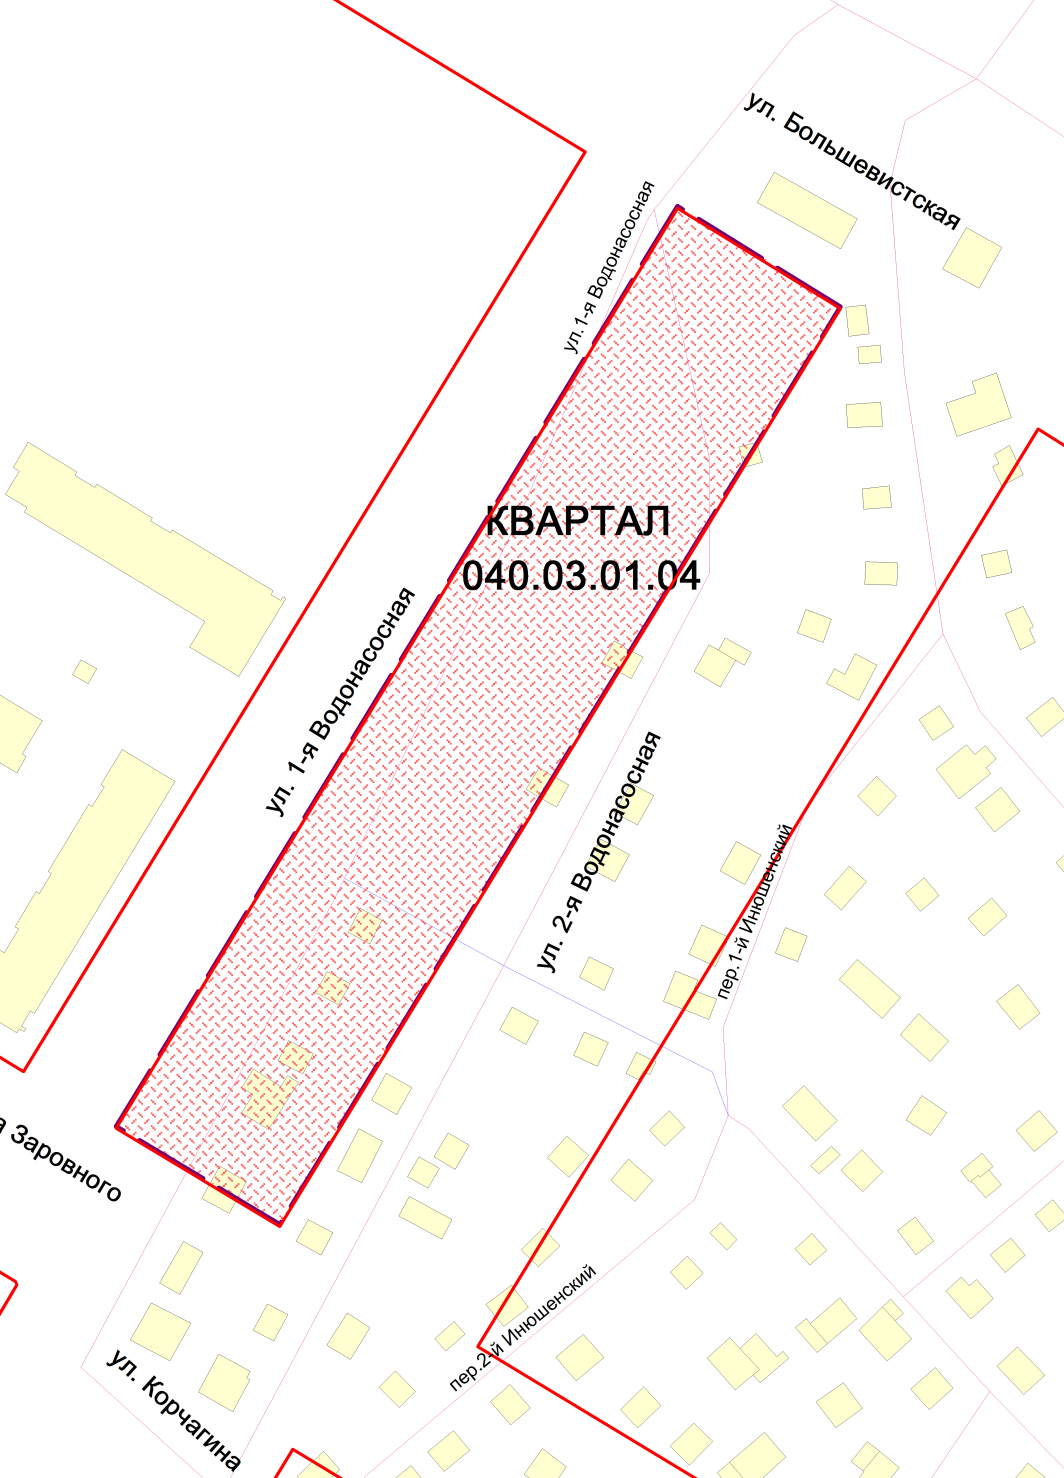 ул. Большевистская
ул. 1-я Водонасосная
КВАРТАЛ
040.03.01.04
ул. 1-я Водонасосная
ул. 2-я Водонасосная
пер. 1-й Инюшенский
а Заровного
пер.2-й Инюшенский
ул. Корчагина